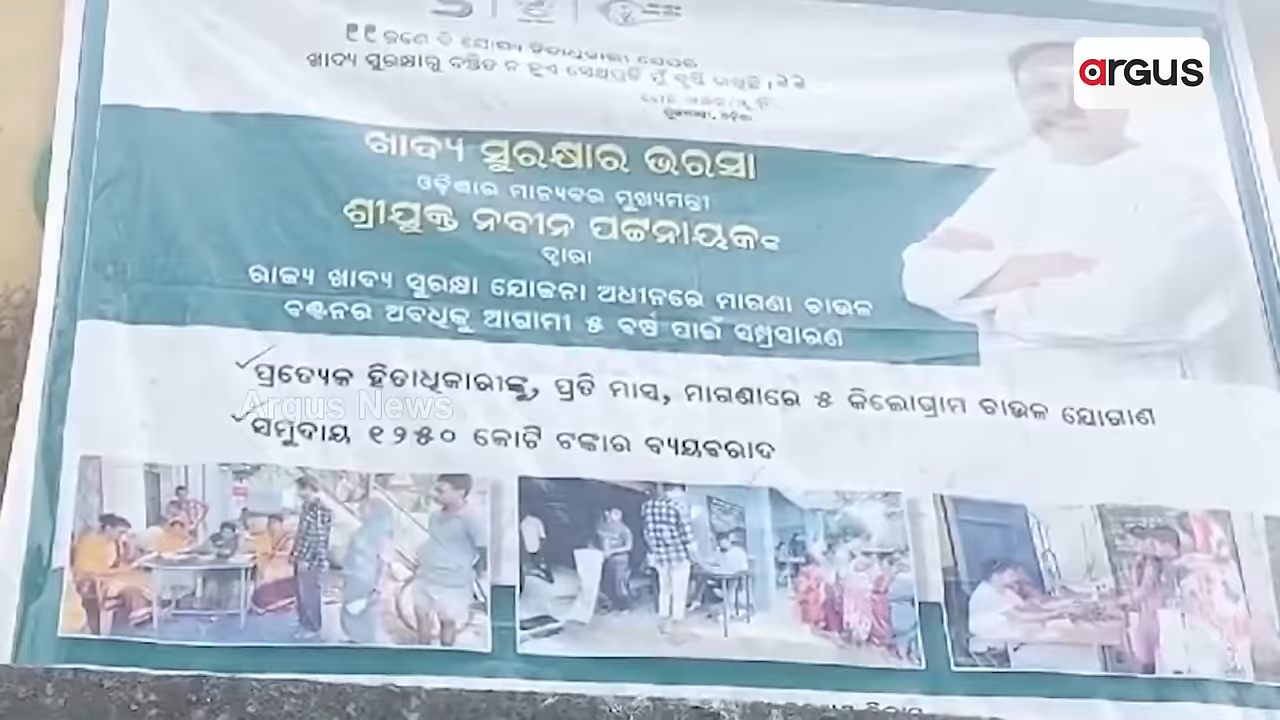 argus
ଖାଦ୍ୟ ସୁରକ୍ଷାର ଭରସା
ଓଡ଼ିଶାର ମାନ୍ୟବର ମୁଖ୍ୟମନ୍ତ୍ରୀ
ଶ୍ରୀଯୁକ୍ତ ନବୀନ ପଟ୍ଟନାୟକଙ୍କ
ଦ୍ୱାରା
ରାଜ୍ୟ ଖାଦ୍ୟ ସୁରକ୍ଷା ଯୋଜନା ଅଧୀନରେ ମାଗଣା ଚାଉଳ
ବଣ୍ଟନର ଅବଧିକୁ ଆଗାମୀ ୫ ବର୍ଷ ପାଇଁ ସମ୍ପ୍ରସାରଣ
ପ୍ରତ୍ୟେକ ହିତାଧିକାରୀଙ୍କୁ, ପ୍ରତି ମାସ, ମାଗଣାରେ ୫ କିଲୋଗ୍ରାମ ଚାଉଳ ଯୋଗାଣ
Argus News
ସମୁଦାୟ ୧୨୫୦ କୋଟି ଟଙ୍କାର ବ୍ୟୟବରାଦ